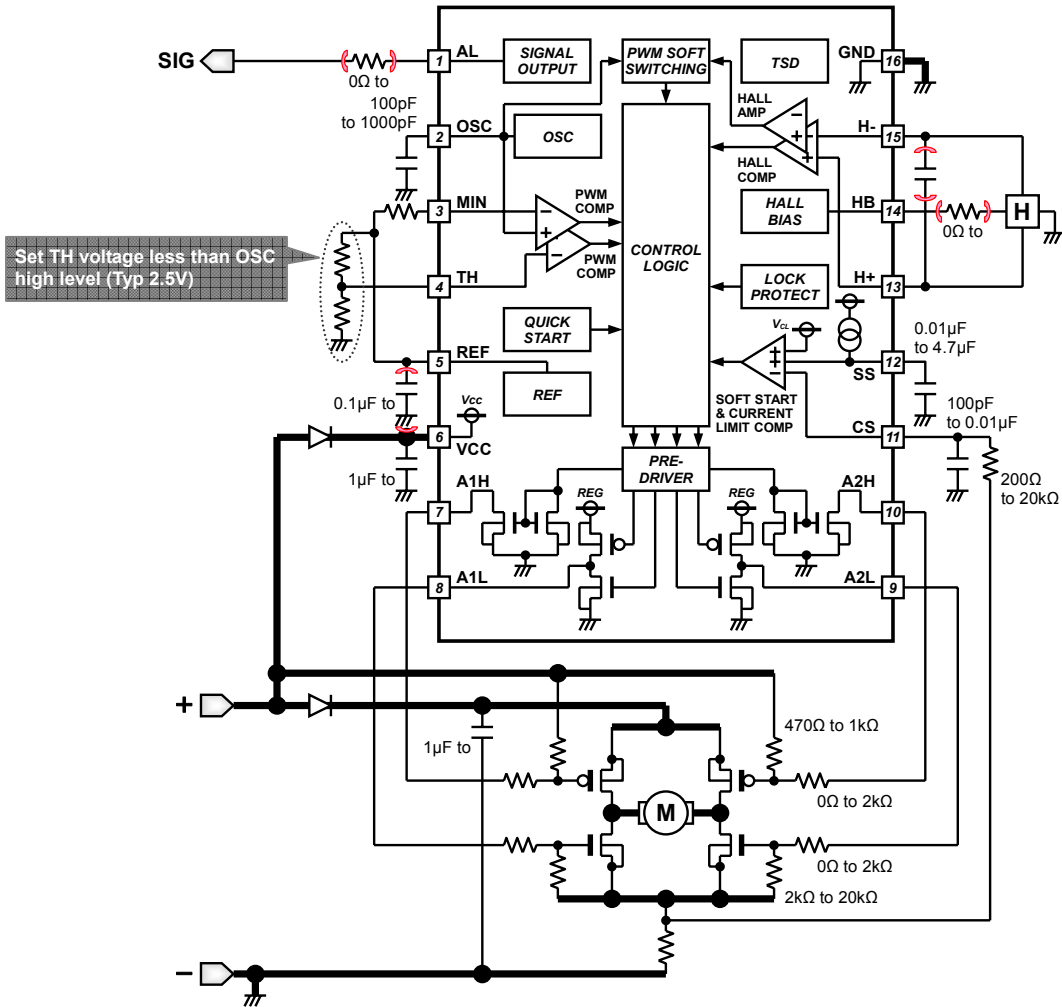 SIG
0Ω to
1
AL
SIGNAL
OUTPUT
PWM SOFT
SWITCHING
TSD
GND
16
100pF
to 1000pF
2
OSC
OSC
HALL
AMP
HALL
COMP
H-
15
3
MIN
PWM
COMP
PWM
COMP
CONTROL
LOGIC
HALL
BIAS
HB
14
0Ω to
H
Set TH voltage less than OSC
high level (Typ 2.5V)
4
TH
LOCK
PROTECT
H+
13
QUICK
START
VCL
0.01µF
to 4.7µF
5
REF
REF
SS
12
0.1µF to
SOFT START
& CURRENT
LIMIT COMP
100pF
to 0.01µF
CS
11
Vcc
6
VCC
1µF to
200Ω
to 20kΩ
PRE-
DRIVER
A1H
7
REG
REG
A2H
10
A1L
8
A2L
9
+
1µF to
470Ω to 1kΩ
0Ω to 2kΩ
M
0Ω to 2kΩ
2kΩ to 20kΩ
−